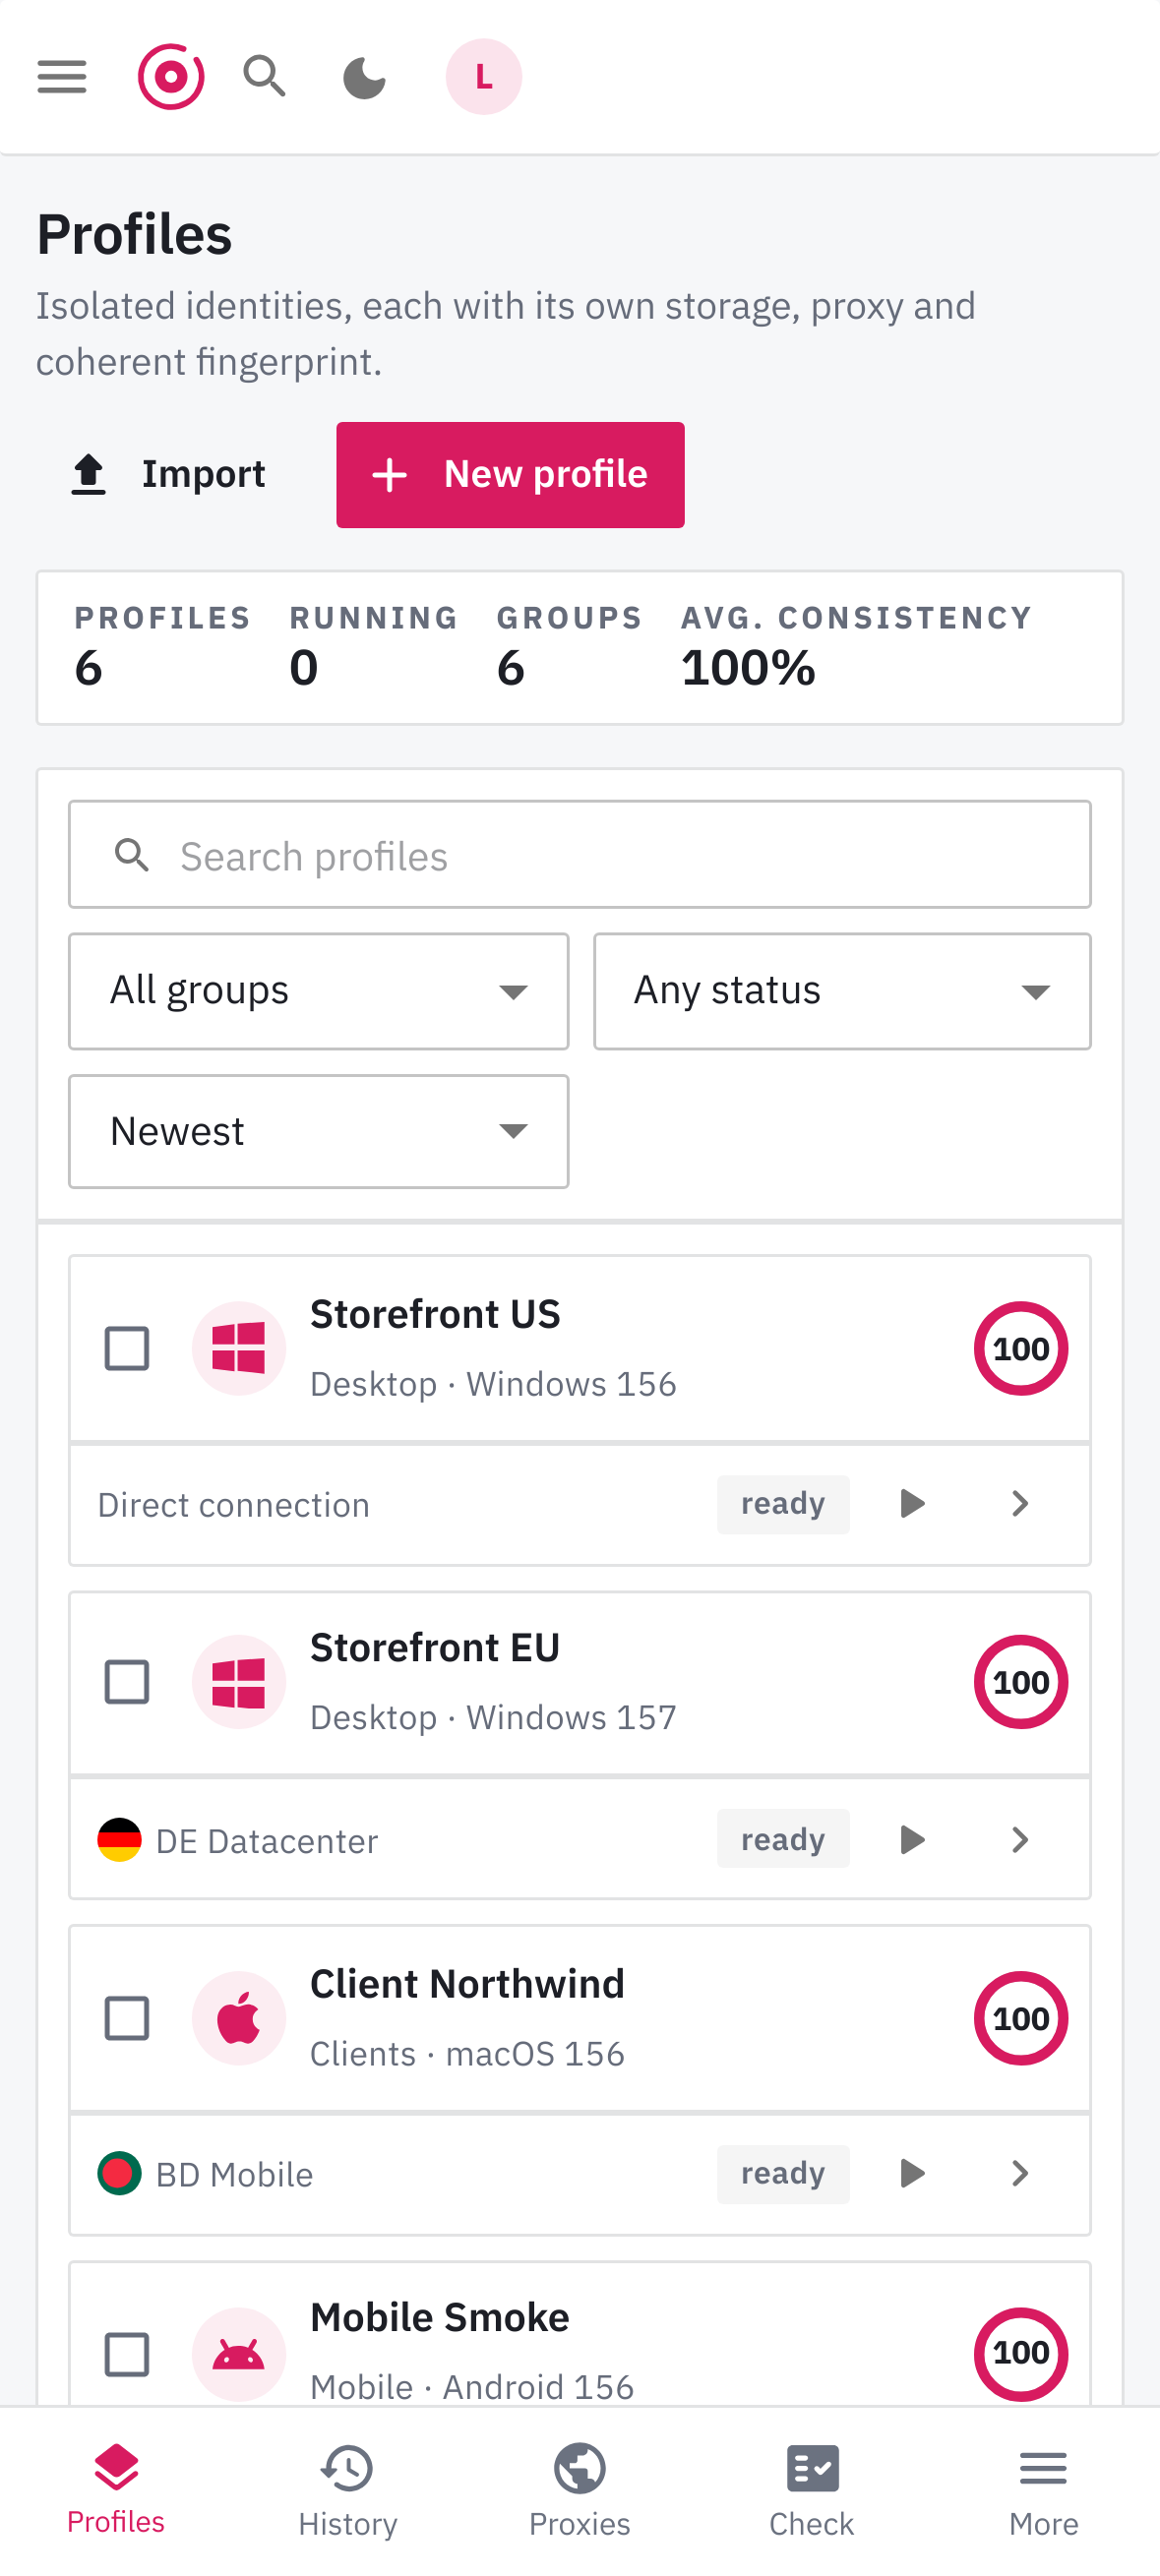 L
Profiles
Isolated identities, each with its own storage, proxy and
coherent fingerprint.
Import
New profile
PROFILES RUNNING GROUPS AVG. CONSISTENCY
6 0 6 100%
Search profiles
All groups
Any status
Newest
Storefront US
Desktop · Windows 156
100
Direct connection
ready
Storefront EU
Desktop · Windows 157
100
DE Datacenter
ready
Client Northwind
Clients · macOS 156
100
BD Mobile
ready
Mobile Smoke
Mobile · Android 156
100
Profiles
History
Proxies
Check
More